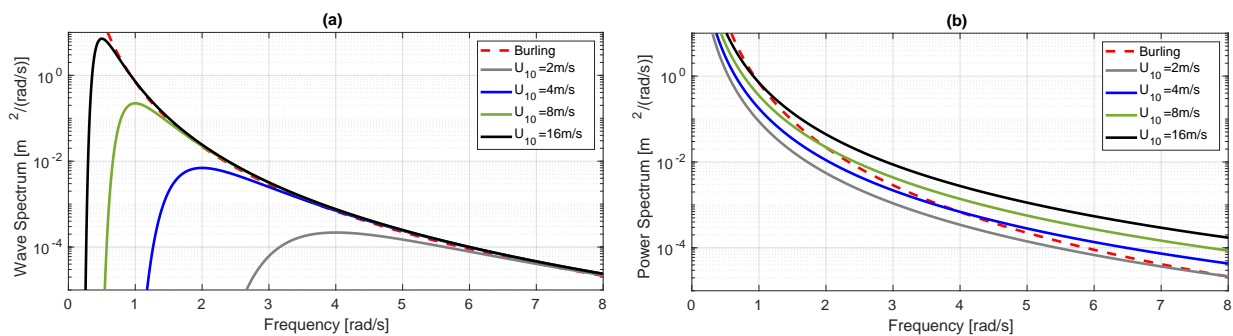 (a)
Wave Spectrum [m 2/(rad/s)]
10^0
10^-2
10^-4
0 1 2 3 4 5 6 7 8
Frequency [rad/s]
Burling
U10=2m/s
U10=4m/s
U10=8m/s
U10=16m/s
(b)
Power Spectrum [m 2/(rad/s)]
10^0
10^-2
10^-4
0 1 2 3 4 5 6 7 8
Frequency [rad/s]
Burling
U10=2m/s
U10=4m/s
U10=8m/s
U10=16m/s